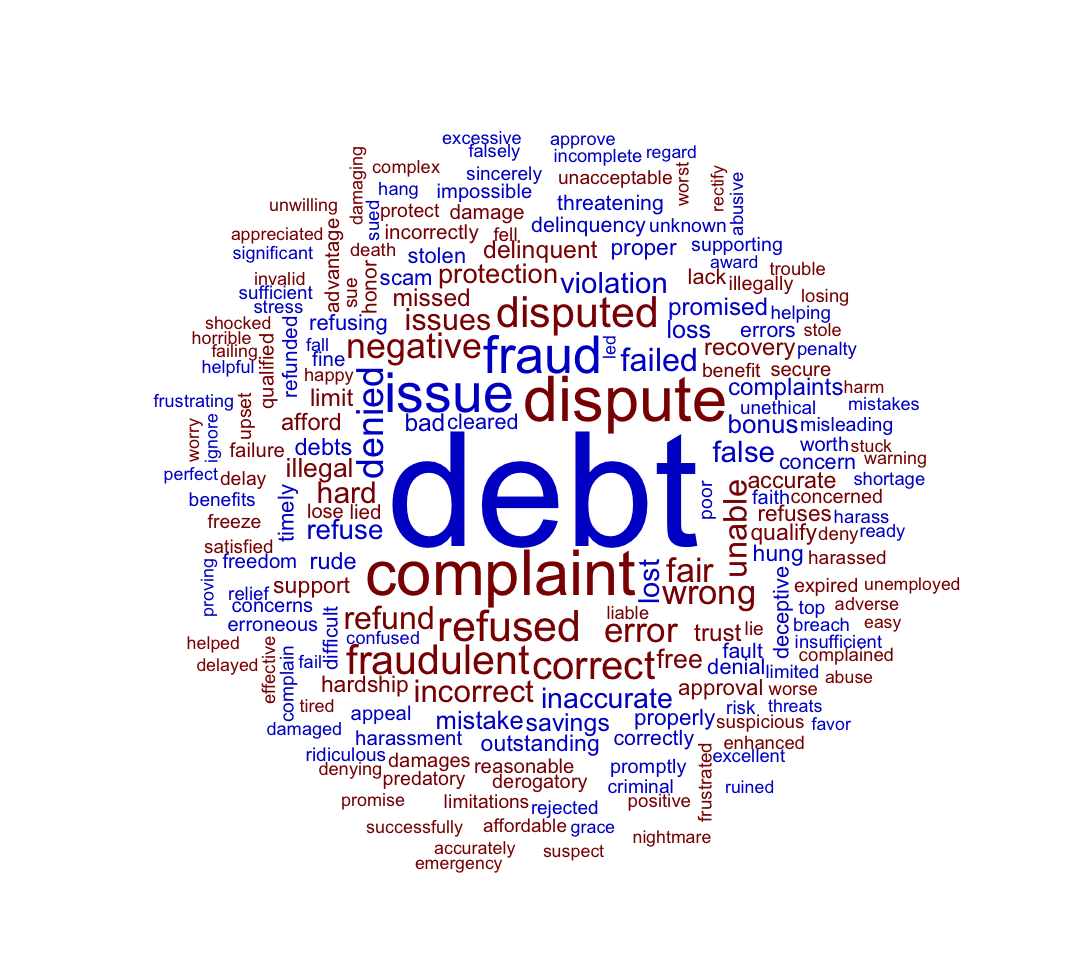 excessive approve
falsely incomplete regard
damaging complex sincerely unacceptable worst rectify
hang impossible abusive
unwilling sued protect damage threatening
appreciated advantage incorrectly fell delinquency unknown
significant death stolen delinquent proper supporting
invalid sue honor scam protection violation lack illegally award trouble
sufficient missed losing
stress refusing issues disputed promised helping
shocked refunded loss errors stole
horrible qualified fall negative fraud led failed recovery penalty
failing fine
helpful happy benefit secure
frustrating limit denied issue dispute complaints harm
upset afford bad cleared unethical mistakes
worry ignore bonus misleading
failure debts debt false worth stuck
perfect delay illegal concern warning
benefits timely hard poor unable accurate shortage
freeze lose lied faith concerned
refuse refuses harass
satisfied qualify deny ready
proving freedom rude complaint lost fair hung harassed
relief support wrong deceptive expired unemployed
concerns refund liable top adverse
erroneous difficult confused refused error trust lie breach easy
helped insufficient
delayed effective complain fail fraudulent correct free fault denial limited complained
hardship incorrect inaccurate approval worse abuse
tired appeal mistake savings properly risk threats
damaged suspicious favor
harassment outstanding correctly enhanced
ridiculous damages reasonable promptly frustrated excellent
denying predatory derogatory criminal ruined
promise limitations rejected positive
successfully affordable grace nightmare
accurately suspect
emergency